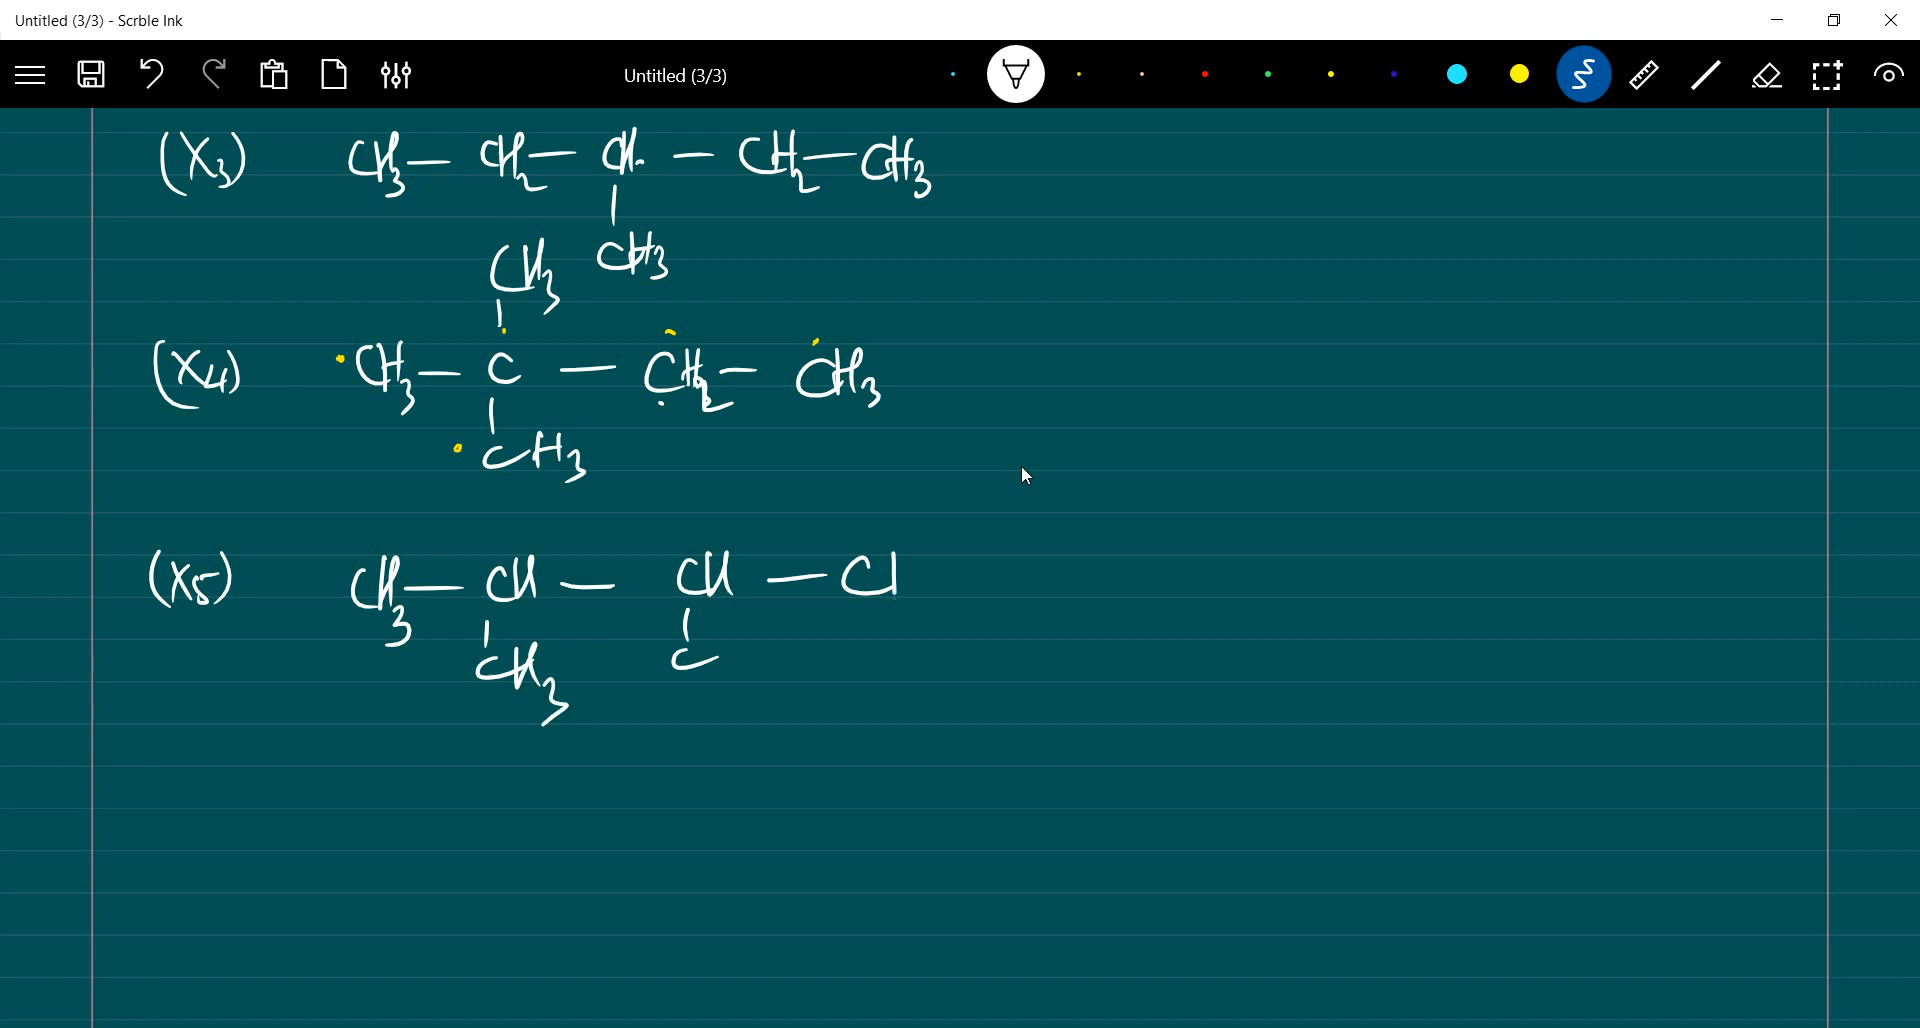 Untitled (3/3) - Scrble Ink
Untitled (3/3)
(X3) CH3 — CH2 — CH — CH2 — CH3
|
CH3
CH3
|
(X4) CH3 — C — CH2 — CH3
|
CH3
(X5) CH3 — CH — CH — Cl
| |
CH3 C